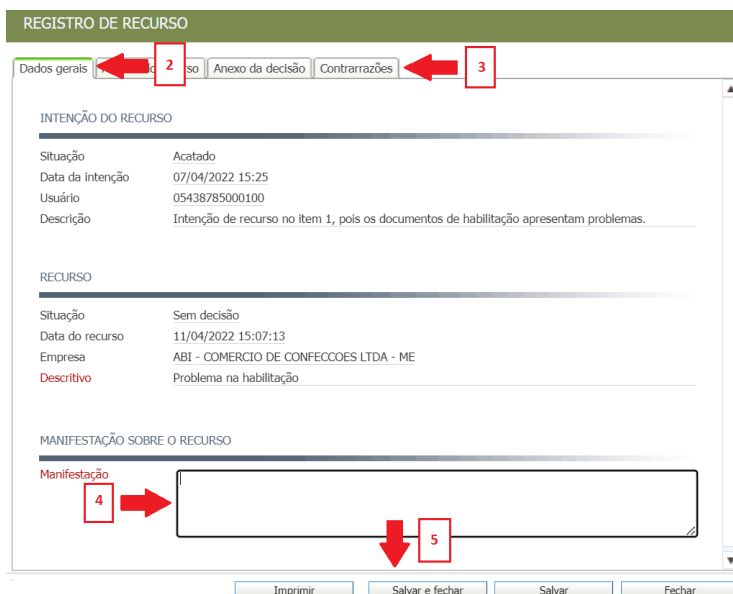 REGISTRO DE RECURSO
Dados gerais 2 so Anexo da decisão Contrarrazões 3
INTENÇÃO DO RECURSO
Situação Acatado
Data da intenção 07/04/2022 15:25
Usuário 05438785000100
Descrição Intenção de recurso no item 1, pois os documentos de habilitação apresentam problemas.
RECURSO
Situação Sem decisão
Data do recurso 11/04/2022 15:07:13
Empresa ABI - COMERCIO DE CONFECCOES LTDA - ME
Descritivo Problema na habilitação
MANIFESTAÇÃO SOBRE O RECURSO
Manifestação
4
5
Imprimir Salvar e fechar Salvar Fechar